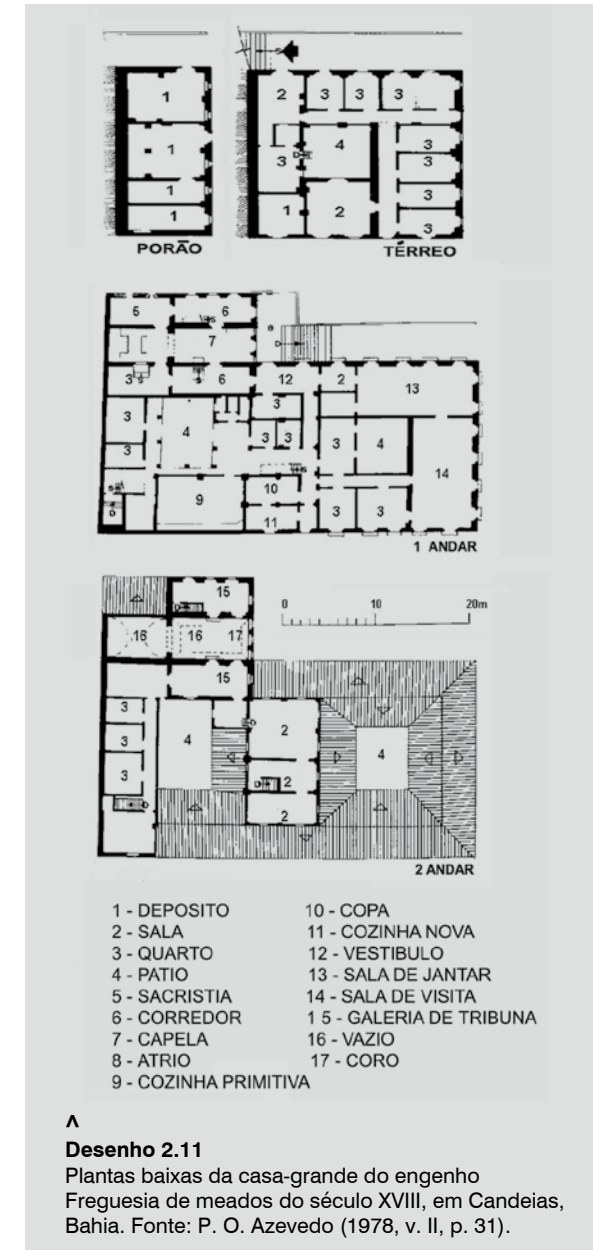 1
1
1
1
PORÃO
2
3
3
3
3
4
3
3
3
1
2
3
3
TÉRREO
5
6
7
3
6
12
2
13
3
3
4
3
3
3
3
4
14
9
10
11
3
3
1 ANDAR
15
16
16
17
15
0
10
20m
3
3
3
4
2
2
2
4
2 ANDAR
1 - DEPOSITO
2 - SALA
3 - QUARTO
4 - PATIO
5 - SACRISTIA
6 - CORREDOR
7 - CAPELA
8 - ATRIO
9 - COZINHA PRIMITIVA
10 - COPA
11 - COZINHA NOVA
12 - VESTIBULO
13 - SALA DE JANTAR
14 - SALA DE VISITA
1 5 - GALERIA DE TRIBUNA
16 - VAZIO
17 - CORO
Desenho 2.11
Plantas baixas da casa-grande do engenho
Freguesia de meados do século XVIII, em Candeias,
Bahia. Fonte: P. O. Azevedo (1978, v. II, p. 31).